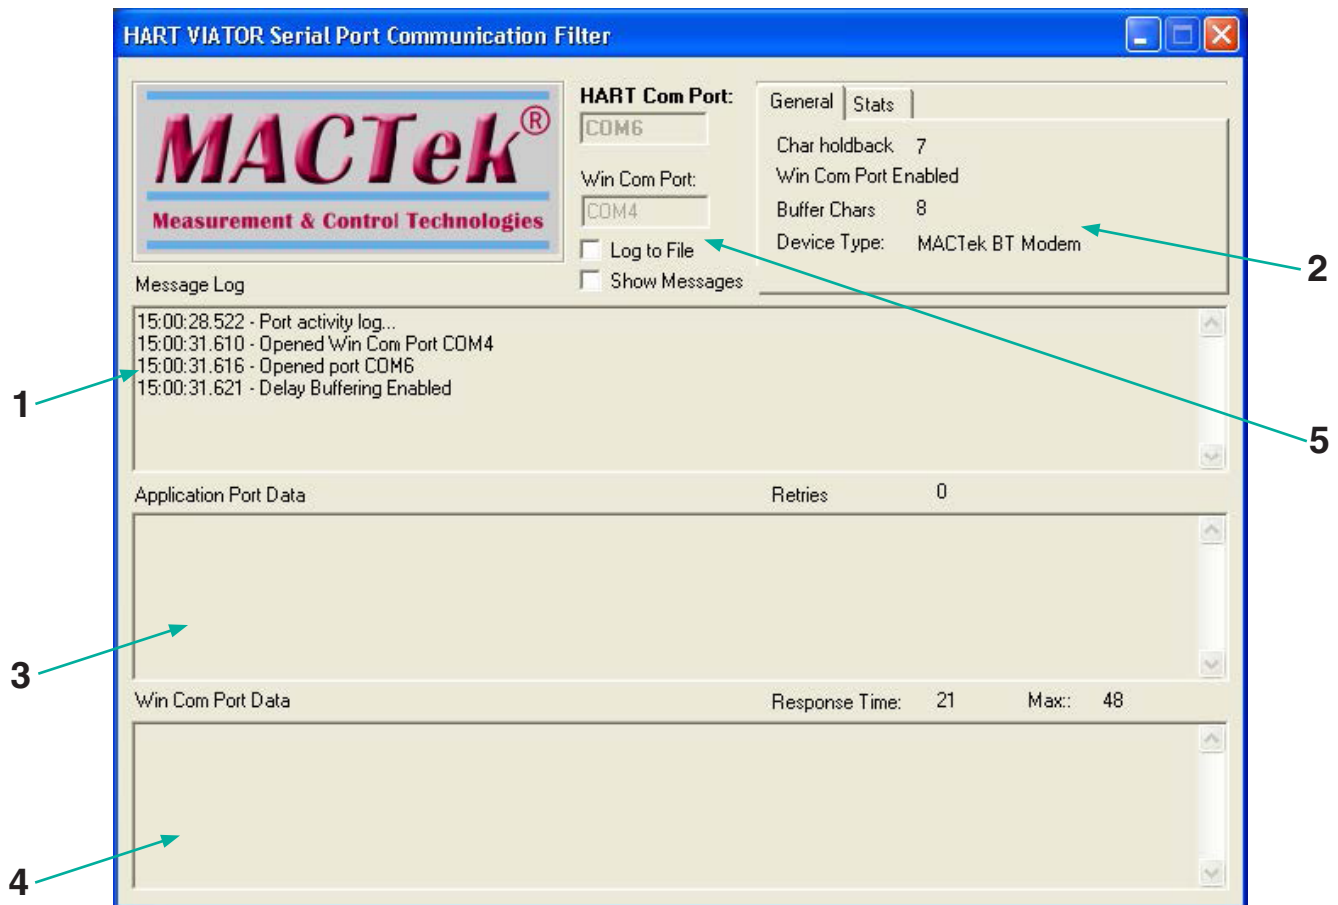 HART VIATOR Serial Port Communication Filter
MACTek®
Measurement & Control Technologies
HART Com Port:
COM6
Win Com Port:
COM4
Log to File
Show Messages
General
Stats
Char holdback 7
Win Com Port Enabled
Buffer Chars 8
Device Type: MACTek BT Modem
2
Message Log
15:00:28.522 - Port activity log...
15:00:31.610 - Opened Win Com Port COM4
15:00:31.616 - Opened port COM6
15:00:31.621 - Delay Buffering Enabled
1
5
Application Port Data
Retries 0
3
Win Com Port Data
Response Time: 21 Max:: 48
4